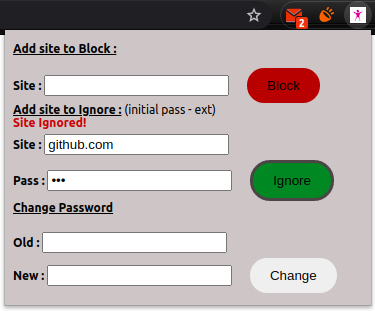 2
Add site to Block :
Site :
Block
Add site to Ignore : (initial pass - ext)
Site Ignored!
Site : github.com
Pass : •••
Ignore
Change Password
Old :
New :
Change